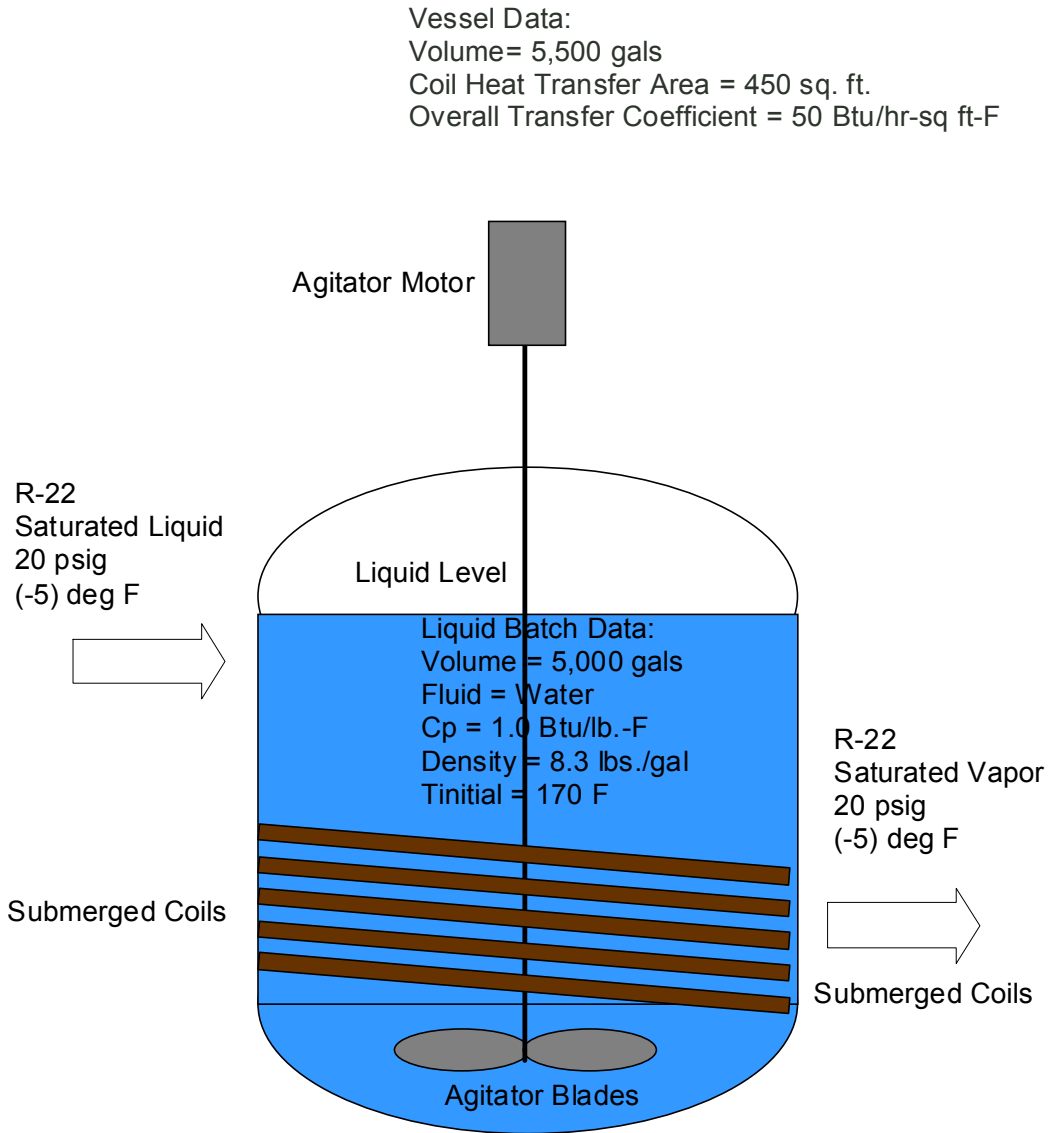 Vessel Data:
Volume= 5,500 gals
Coil Heat Transfer Area = 450 sq. ft.
Overall Transfer Coefficient = 50 Btu/hr-sq ft-F
Agitator Motor
R-22
Saturated Liquid
20 psig
(-5) deg F
Liquid Level
Liquid Batch Data:
Volume = 5,000 gals
Fluid = Water
Cp = 1.0 Btu/lb.-F
Density = 8.3 lbs./gal
Tinitial = 170 F
R-22
Saturated Vapor
20 psig
(-5) deg F
Submerged Coils
Submerged Coils
Agitator Blades